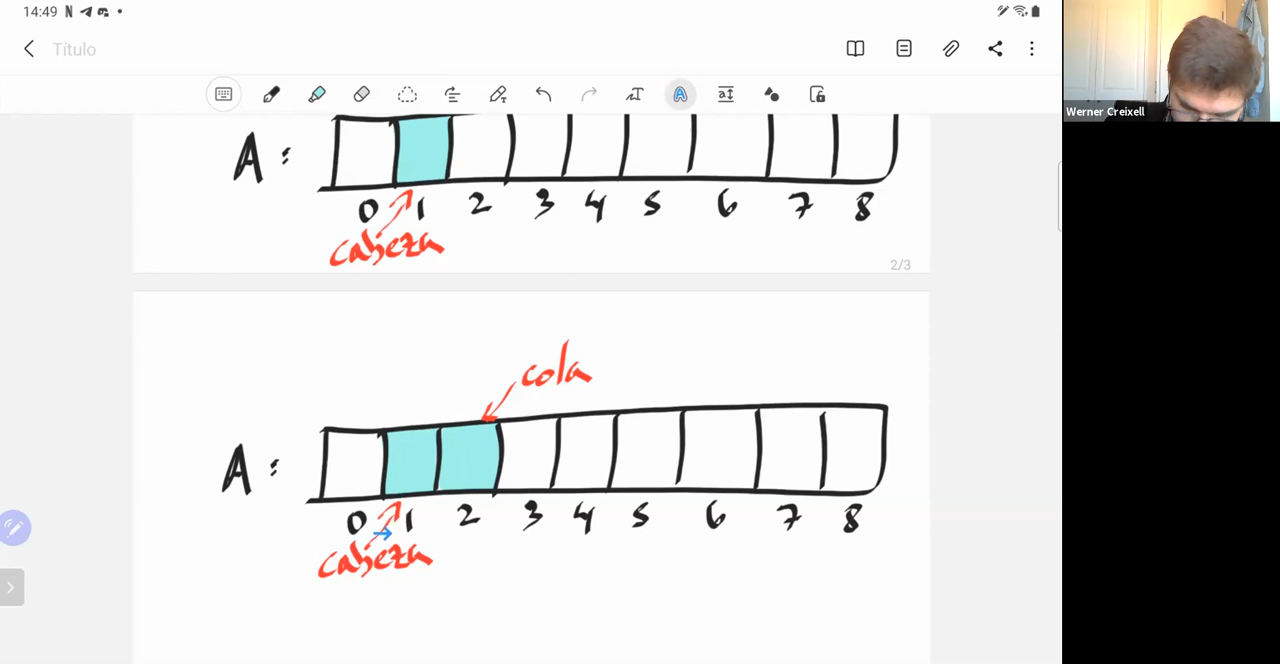 14:49
Título
Werner Creixell
A:
0 1 2 3 4 5 6 7 8
cabeza
2/3
cola
A:
0 1 2 3 4 5 6 7 8
cabeza